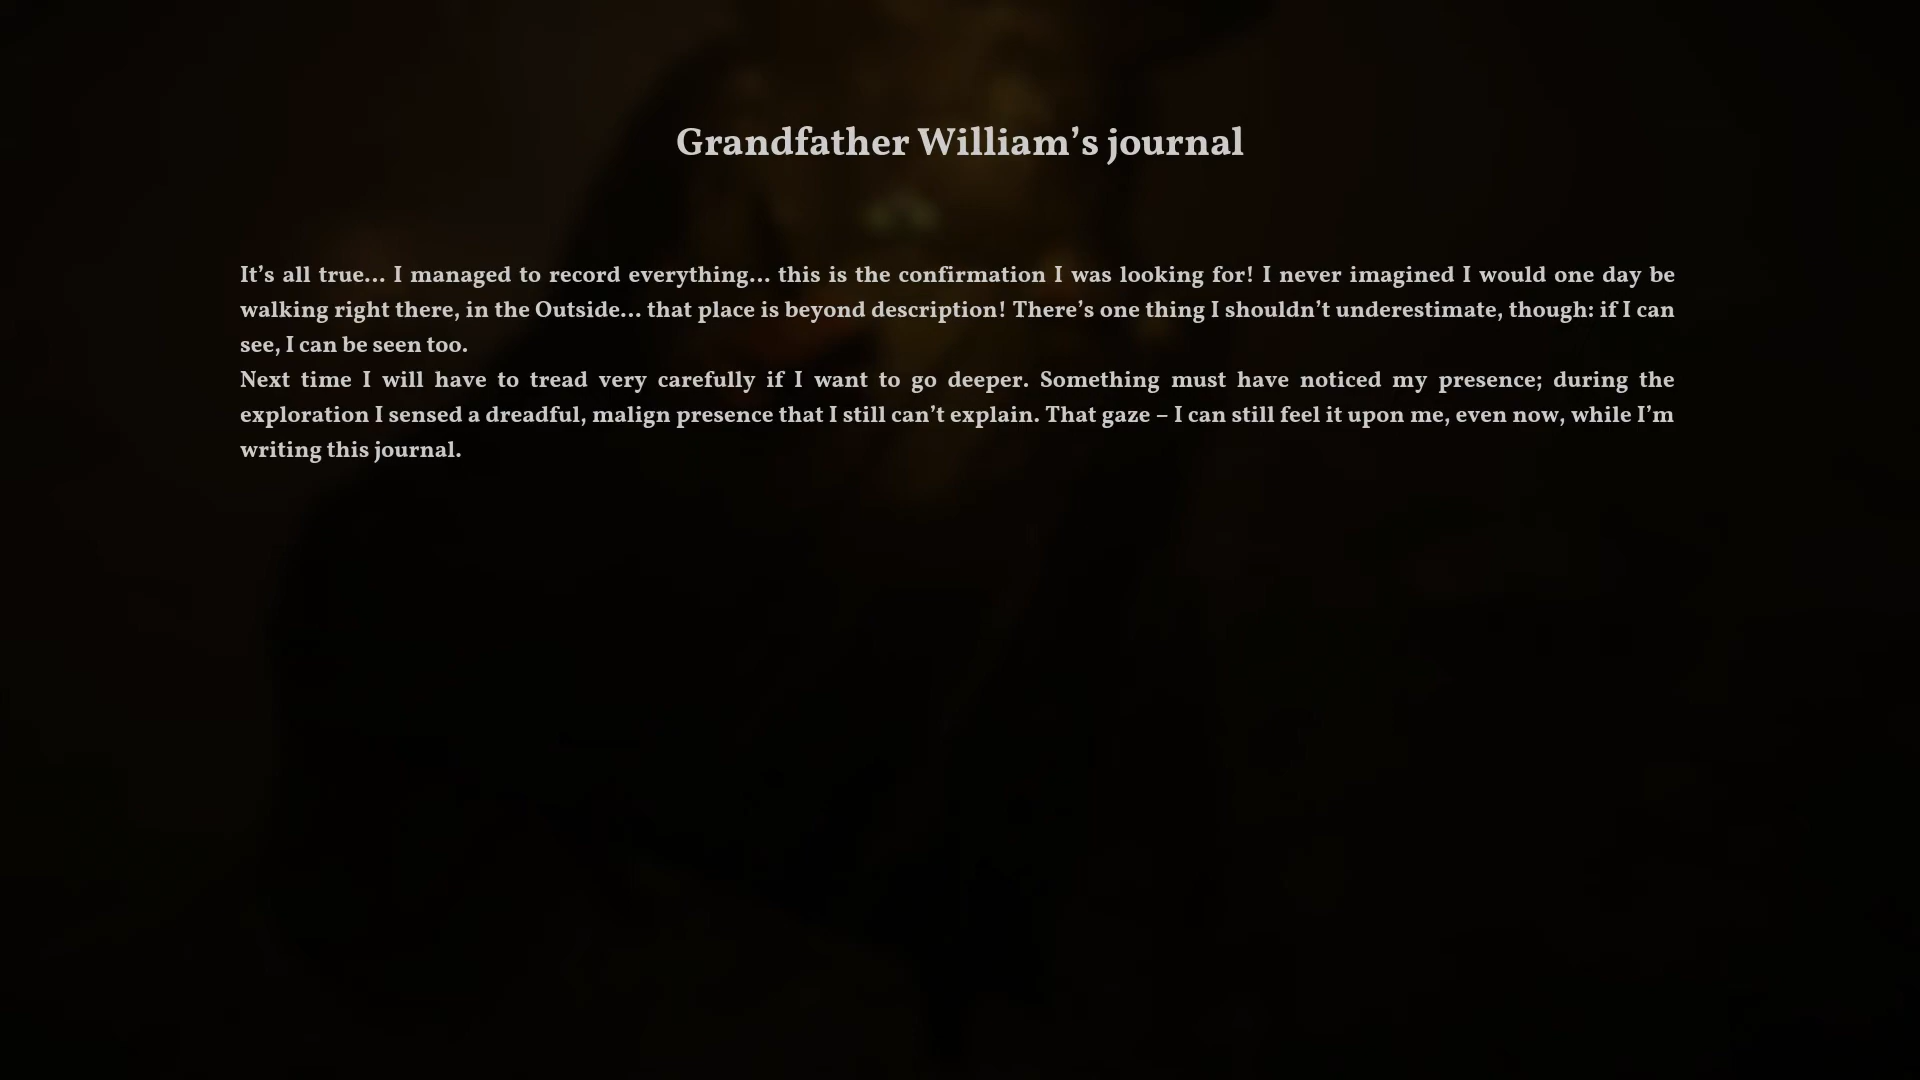 Grandfather William’s journal
It’s all true... I managed to record everything... this is the confirmation I was looking for! I never imagined I would one day be
walking right there, in the Outside... that place is beyond description! There’s one thing I shouldn’t underestimate, though: if I can
see, I can be seen too.
Next time I will have to tread very carefully if I want to go deeper. Something must have noticed my presence; during the
exploration I sensed a dreadful, malign presence that I still can’t explain. That gaze – I can still feel it upon me, even now, while I’m
writing this journal.